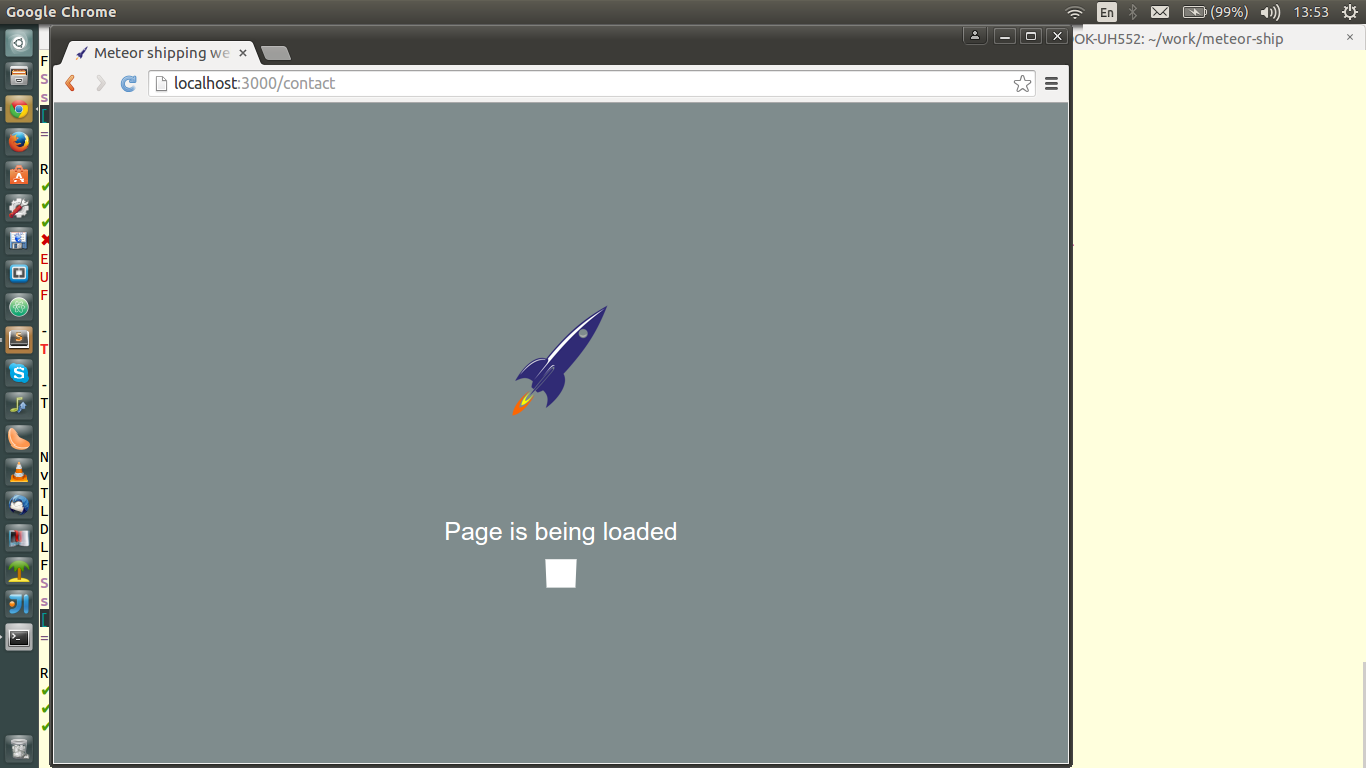 Google Chrome
En
(99%)
13:53
Meteor shipping we
OK-UH552: ~/work/meteor-ship
localhost:3000/contact
F
S
s
[
=
R
E
U
F
-
T
-
T
N
v
T
L
D
L
F
S
s
[
=
R
Page is being loaded